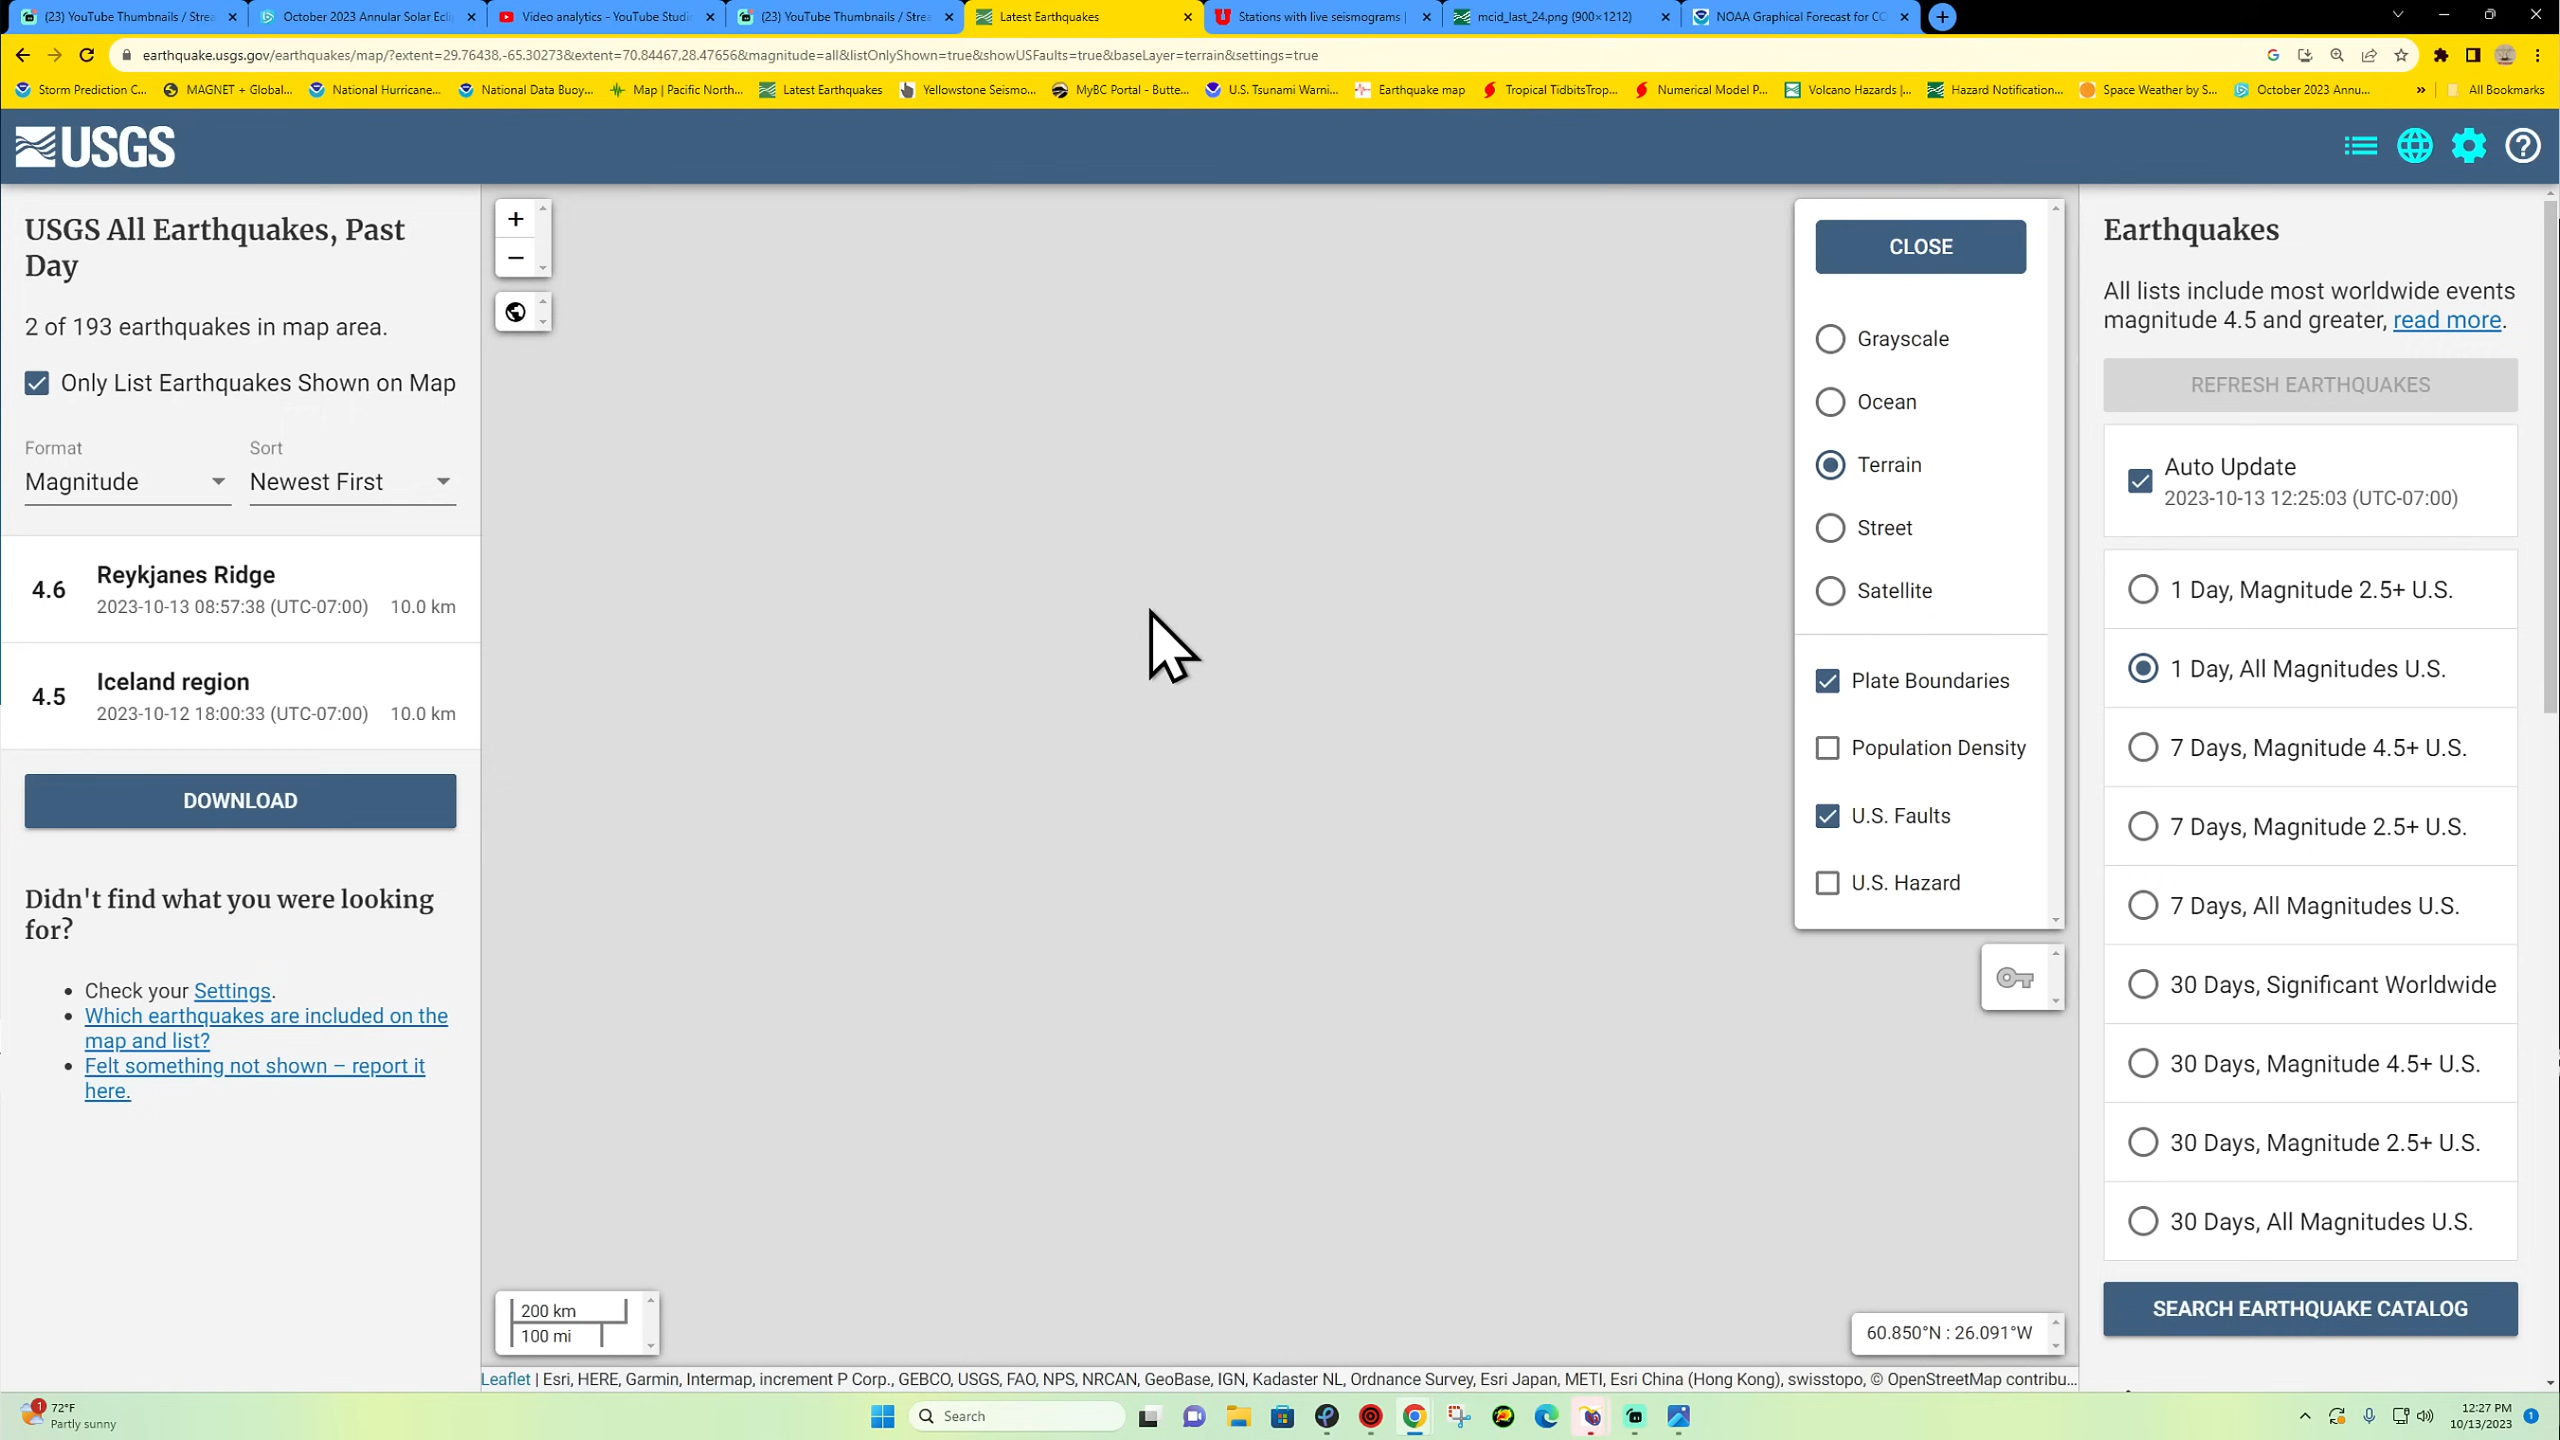 (23) YouTube Thumbnails / Strea
October 2023 Annular Solar Ecli
Video analytics - YouTube Studi
(23) YouTube Thumbnails / Strea
Latest Earthquakes
Stations with live seismograms |
mcid_last_24.png (900×1212)
NOAA Graphical Forecast for CC
earthquake.usgs.gov/earthquakes/map/?extent=29.76438,-65.30273&extent=70.84467,28.47656&magnitude=all&listOnlyShown=true&showUSFaults=true&baseLayer=terrain&settings=true
Storm Prediction C...
MAGNET + Global...
National Hurricane...
National Data Buoy...
Map | Pacific North...
Latest Earthquakes
Yellowstone Seismo...
MyBC Portal - Butte...
U.S. Tsunami Warni...
Earthquake map
Tropical TidbitsTrop...
Numerical Model P...
Volcano Hazards |...
Hazard Notification...
Space Weather by S...
October 2023 Annu...
»
All Bookmarks
USGS
USGS All Earthquakes, Past
Day
2 of 193 earthquakes in map area.
Only List Earthquakes Shown on Map
Format
Sort
Magnitude
Newest First
4.6
Reykjanes Ridge
2023-10-13 08:57:38 (UTC-07:00)
10.0 km
4.5
Iceland region
2023-10-12 18:00:33 (UTC-07:00)
10.0 km
DOWNLOAD
Didn't find what you were looking
for?
• Check your Settings.
• Which earthquakes are included on the
map and list?
• Felt something not shown – report it
here.
+
−
CLOSE
Grayscale
Ocean
Terrain
Street
Satellite
Plate Boundaries
Population Density
U.S. Faults
U.S. Hazard
200 km
100 mi
60.850°N : 26.091°W
Leaflet | Esri, HERE, Garmin, Intermap, increment P Corp., GEBCO, USGS, FAO, NPS, NRCAN, GeoBase, IGN, Kadaster NL, Ordnance Survey, Esri Japan, METI, Esri China (Hong Kong), swisstopo, © OpenStreetMap contribu...
Earthquakes
All lists include most worldwide events
magnitude 4.5 and greater, read more.
REFRESH EARTHQUAKES
Auto Update
2023-10-13 12:25:03 (UTC-07:00)
1 Day, Magnitude 2.5+ U.S.
1 Day, All Magnitudes U.S.
7 Days, Magnitude 4.5+ U.S.
7 Days, Magnitude 2.5+ U.S.
7 Days, All Magnitudes U.S.
30 Days, Significant Worldwide
30 Days, Magnitude 4.5+ U.S.
30 Days, Magnitude 2.5+ U.S.
30 Days, All Magnitudes U.S.
SEARCH EARTHQUAKE CATALOG
1
72°F
Partly sunny
Search
12:27 PM
10/13/2023
1